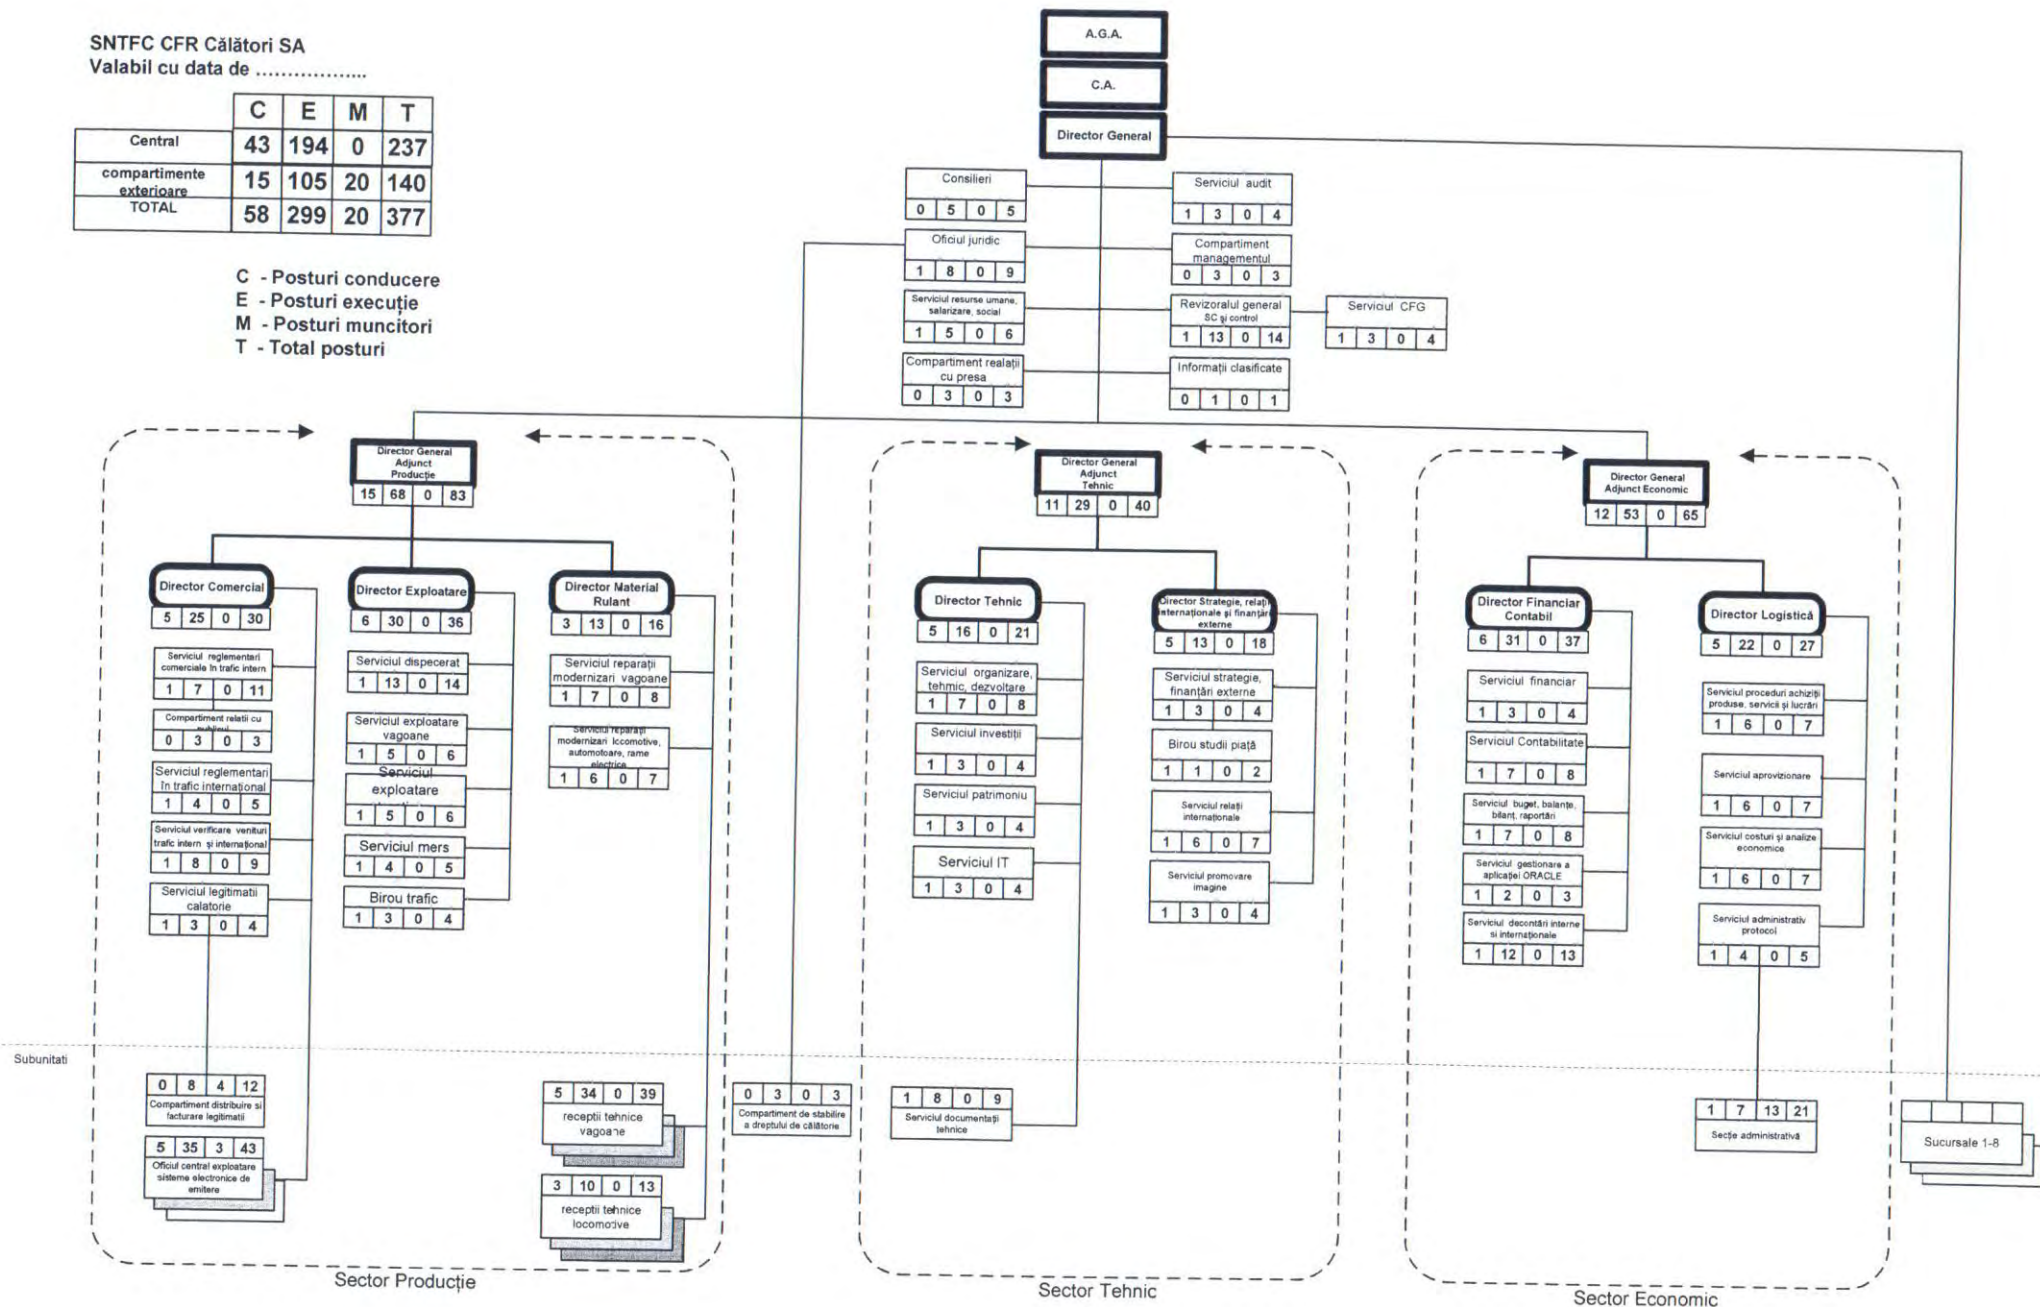 SNTFC CFR Călători SA
Valabil cu data de ..................
C E M T
Central 43 194 0 237
compartimente
exterioare 15 105 20 140
TOTAL 58 299 20 377
C - Posturi conducere
E - Posturi execuție
M - Posturi muncitori
T - Total posturi
A.G.A.
C.A.
Director General
Consilieri
0 5 0 5
Serviciul audit
1 3 0 4
Oficiul juridic
1 8 0 9
Compartiment
managementul
0 3 0 3
Serviciul resurse umane,
salarizare, social
1 5 0 6
Revizoralul general
SC și control
1 13 0 14
Serviciul CFG
1 3 0 4
Compartiment realații
cu presa
0 3 0 3
Informații clasificate
0 1 0 1
Director General
Adjunct
Producție
15 68 0 83
Director Comercial
5 25 0 30
Serviciul reglementari
comerciale în trafic intern
1 7 0 11
Compartiment relatii cu
0 3 0 3
Serviciul reglementari
în trafic international
1 4 0 5
Serviciul verificare venituri
trafic intern și international
1 8 0 9
Serviciul legitimatii
calatorie
1 3 0 4
Director Exploatare
6 30 0 36
Serviciul dispecerat
1 13 0 14
Serviciul exploatare
vagoane
1 5 0 6
Serviciul
exploatare
1 5 0 6
Serviciul mers
1 4 0 5
Birou trafic
1 3 0 4
Director Material
Rulant
3 13 0 16
Serviciul reparații
modernizari vagoane
1 7 0 8
Serviciul reparații
modernizari locomotive,
automotoare, rame
electrice
1 6 0 7
Director General
Adjunct
Tehnic
11 29 0 40
Director Tehnic
5 16 0 21
Serviciul organizare,
tehmic, dezvoltare
1 7 0 8
Serviciul investiții
1 3 0 4
Serviciul patrimoniu
1 3 0 4
Serviciul IT
1 3 0 4
Director Strategie, relații
internaționale și finanțări
externe
5 13 0 18
Serviciul strategie,
finanțări externe
1 3 0 4
Birou studii piață
1 1 0 2
Serviciul relații
internaționale
1 6 0 7
Serviciul promovare
imagine
1 3 0 4
Director General
Adjunct Economic
12 53 0 65
Director Financiar
Contabil
6 31 0 37
Serviciul financiar
1 3 0 4
Serviciul Contabilitate
1 7 0 8
Serviciul buget, balanțe,
bilanț, raportări
1 7 0 8
Serviciul gestionare a
aplicației ORACLE
1 2 0 3
Serviciul decontări interne
si internaționale
1 12 0 13
Director Logistică
5 22 0 27
Serviciul proceduri achiziții
produse, servicii și lucrări
1 6 0 7
Serviciul aprovizionare
1 6 0 7
Serviciul costuri și analize
economice
1 6 0 7
Serviciul administrativ
protocol
1 4 0 5
Subunitati
0 8 4 12
Compartiment distribuire si
facturare legitimatii
5 35 3 43
Oficiul central exploatare
sisteme electronice de
emitere
5 34 0 39
receptii tehnice
vagoane
3 10 0 13
receptii tehnice
locomotive
0 3 0 3
Compartiment de stabilire
a dreptului de călătorie
1 8 0 9
Serviciul documentații
tehnice
1 7 13 21
Secție administrativă
Sucursale 1-8
Sector Producție
Sector Tehnic
Sector Economic